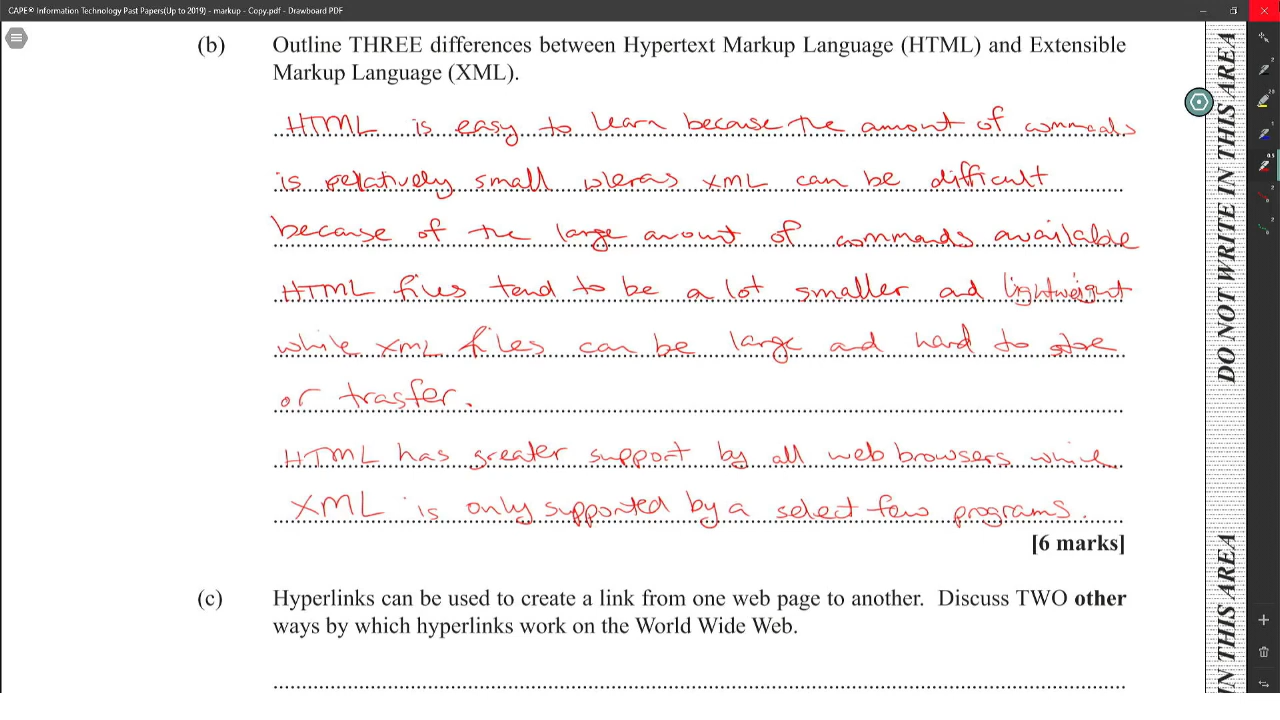 CAPE® Information Technology Past Papers(Up to 2019) - markup - Copy.pdf - Drawboard PDF
(b) Outline THREE differences between Hypertext Markup Language (HTML) and Extensible
Markup Language (XML).
HTML is easy to learn because the amount of
is relatively small XML can be difficult
because of the large amount of commands available
HTML files tend to be a lot smaller and lightweight
while XML files can be large and hard to
or trasfer.
HTML has greater support by all web browsers
XML is only supported by a select few programs.
[6 marks]
(c) Hyperlinks can be used to create a link from one web page to another. Discuss TWO other
ways by which hyperlinks work on the World Wide Web.
DO NOT WRITE IN THIS AREA
IN THIS AREA